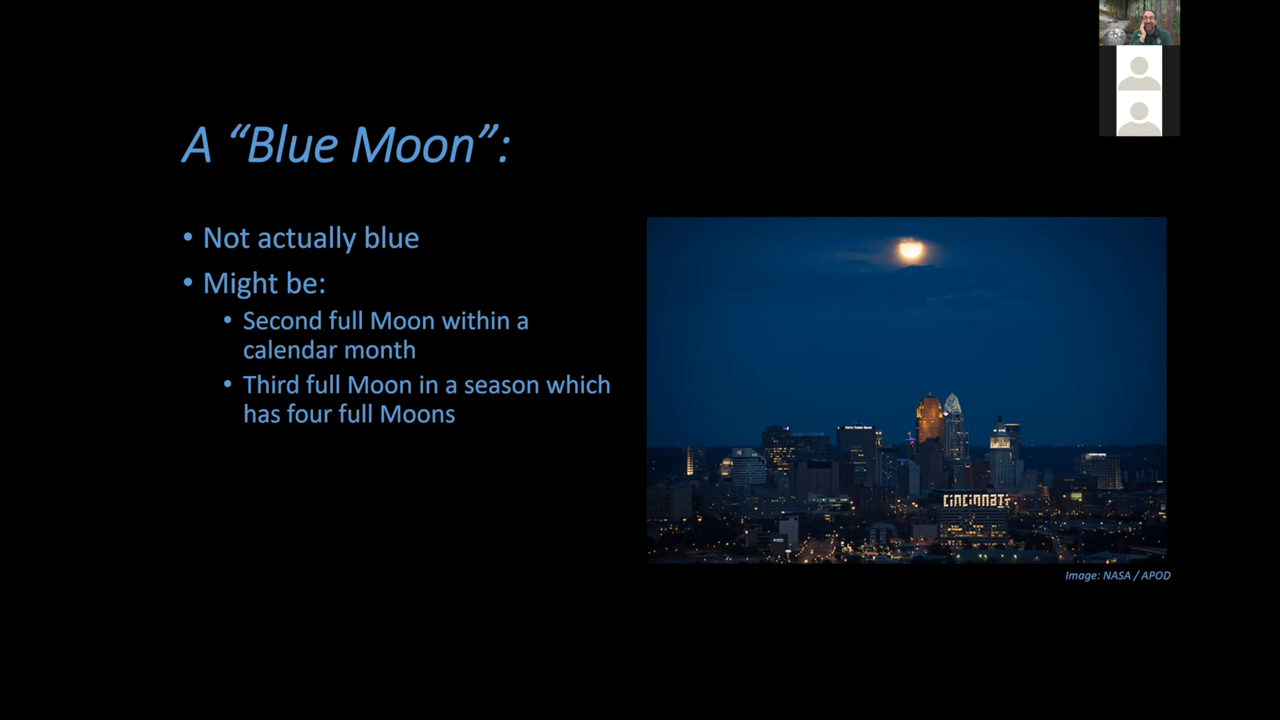 A “Blue Moon”:
• Not actually blue
• Might be:
• Second full Moon within a
calendar month
• Third full Moon in a season which
has four full Moons
cincinnati
Image: NASA / APOD